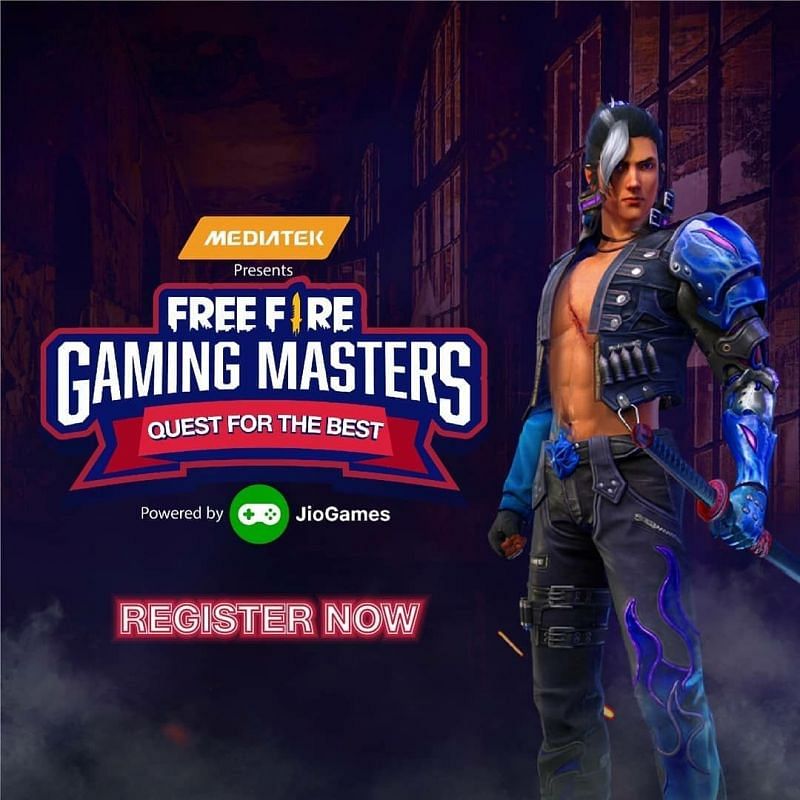 MEDIATEK
Presents
FREE FIRE
GAMING MASTERS
QUEST FOR THE BEST
Powered by JioGames
REGISTER NOW